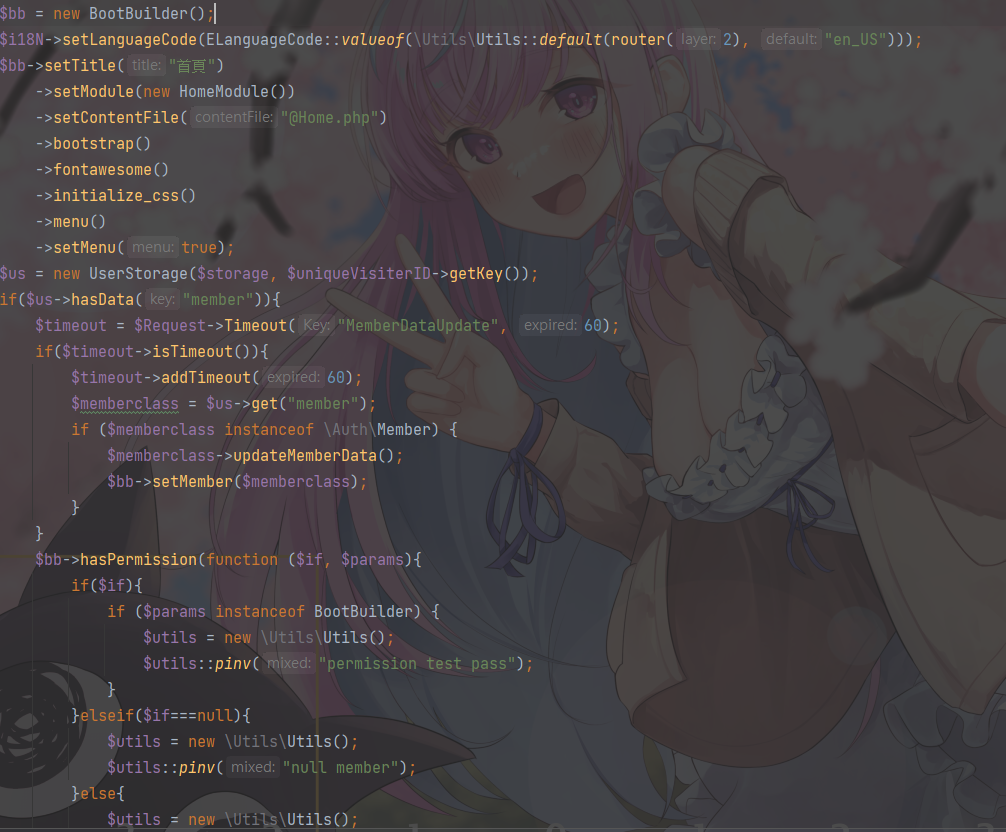 $bb = new BootBuilder();
$i18N->setLanguageCode(ELanguageCode::valueof(\Utils\Utils::default(router( layer: 2), default: "en_US")));
$bb->setTitle( title: "首頁")
    ->setModule(new HomeModule())
    ->setContentFile( contentFile: "@Home.php")
    ->bootstrap()
    ->fontawesome()
    ->initialize_css()
    ->menu()
    ->setMenu( menu: true);
$us = new UserStorage($storage, $uniqueVisiterID->getKey());
if($us->hasData( key: "member")){
    $timeout = $Request->Timeout( Key: "MemberDataUpdate", expired: 60);
    if($timeout->isTimeout()){
        $timeout->addTimeout( expired: 60);
        $memberclass = $us->get("member");
        if ($memberclass instanceof \Auth\Member) {
            $memberclass->updateMemberData();
            $bb->setMember($memberclass);
        }
    }
    $bb->hasPermission(function ($if, $params){
        if($if){
            if ($params instanceof BootBuilder) {
                $utils = new \Utils\Utils();
                $utils::pinv( mixed: "permission test pass");
            }
        }elseif($if===null){
            $utils = new \Utils\Utils();
            $utils::pinv( mixed: "null member");
        }else{
            $utils = new \Utils\Utils();